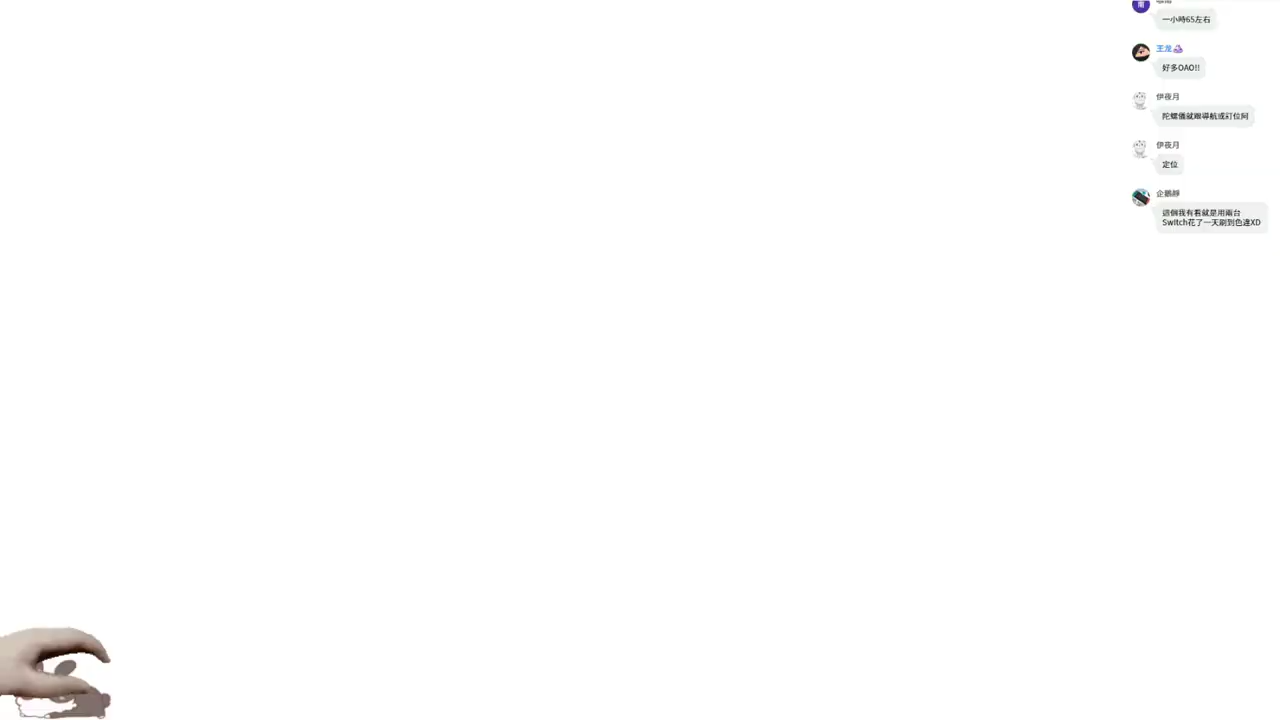 一小時65左右
王龙
好多OAO!!
伊夜月
陀螺儀就跟導航或訂位阿
伊夜月
定位
企鵝靜
這個我有看就是用兩台
Switch花了一天刷到色違XD